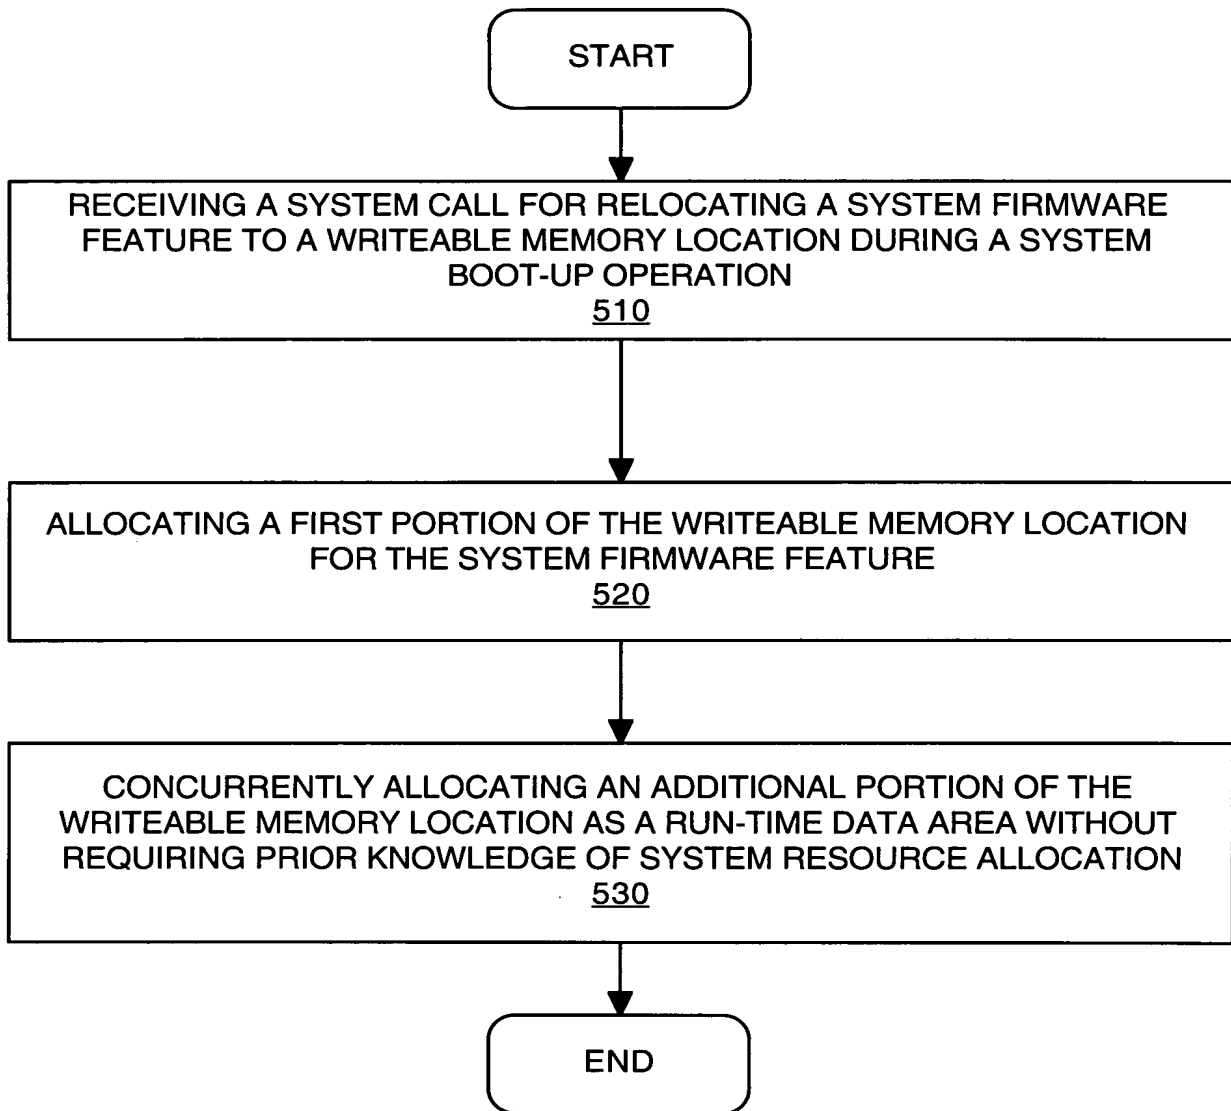 START
RECEIVING A SYSTEM CALL FOR RELOCATING A SYSTEM FIRMWARE
FEATURE TO A WRITEABLE MEMORY LOCATION DURING A SYSTEM
BOOT-UP OPERATION
510
ALLOCATING A FIRST PORTION OF THE WRITEABLE MEMORY LOCATION
FOR THE SYSTEM FIRMWARE FEATURE
520
CONCURRENTLY ALLOCATING AN ADDITIONAL PORTION OF THE
WRITEABLE MEMORY LOCATION AS A RUN-TIME DATA AREA WITHOUT
REQUIRING PRIOR KNOWLEDGE OF SYSTEM RESOURCE ALLOCATION
530
END